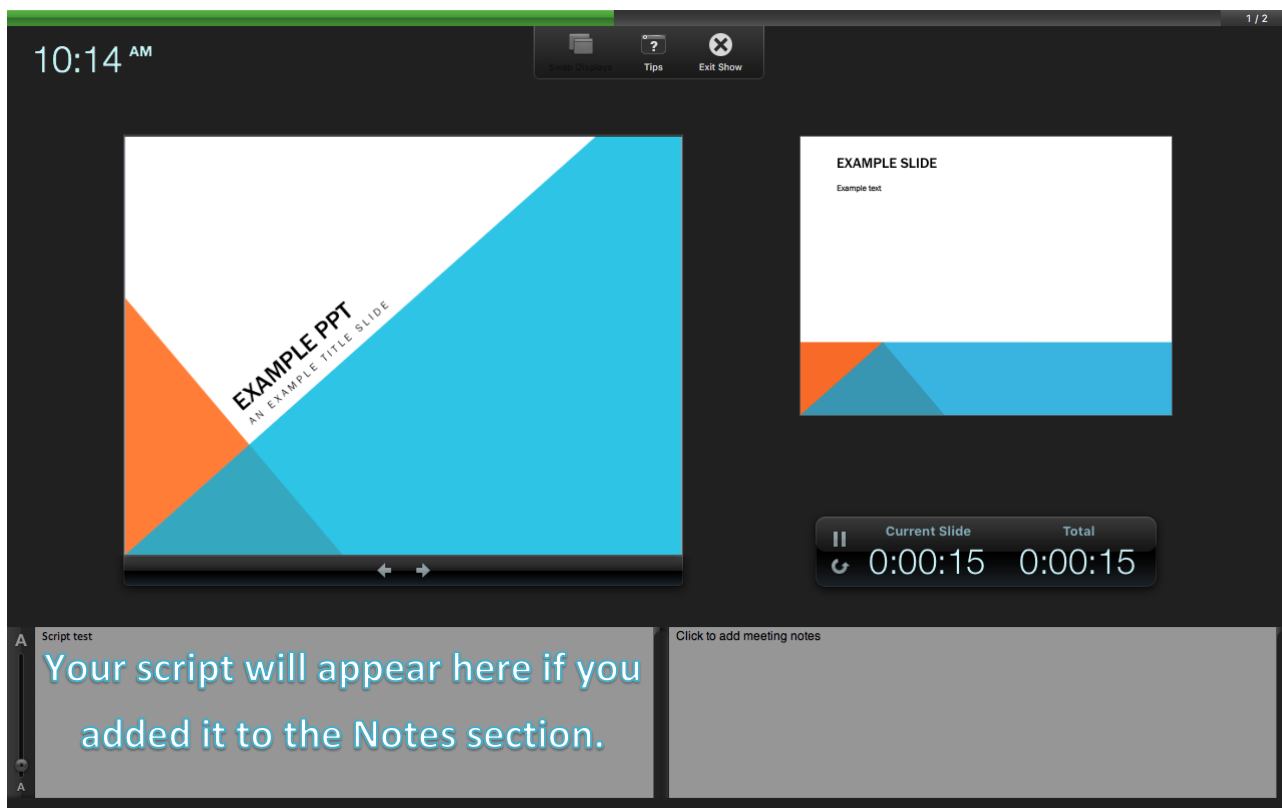 1 / 2
10:14 AM
Swap Displays
Tips
Exit Show
EXAMPLE PPT
AN EXAMPLE TITLE SLIDE
EXAMPLE SLIDE
Example text
Current Slide Total
0:00:15 0:00:15
A
Script test
Your script will appear here if you
added it to the Notes section.
A
Click to add meeting notes